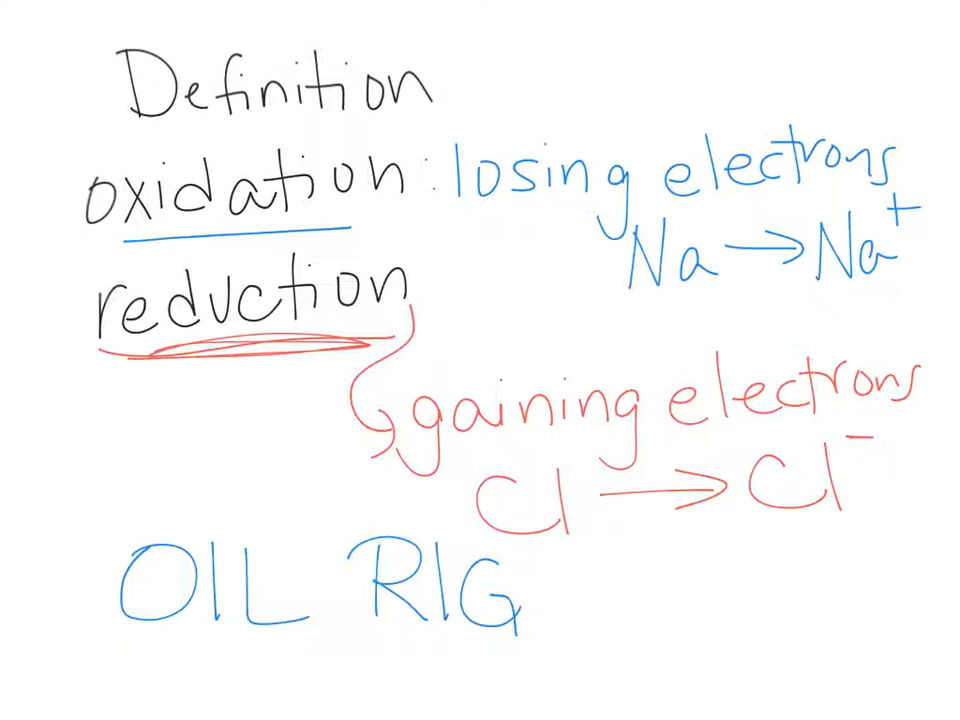 Definition
oxidation: losing electrons
Na → Na⁺
reduction
gaining electrons
Cl → Cl⁻
OIL RIG